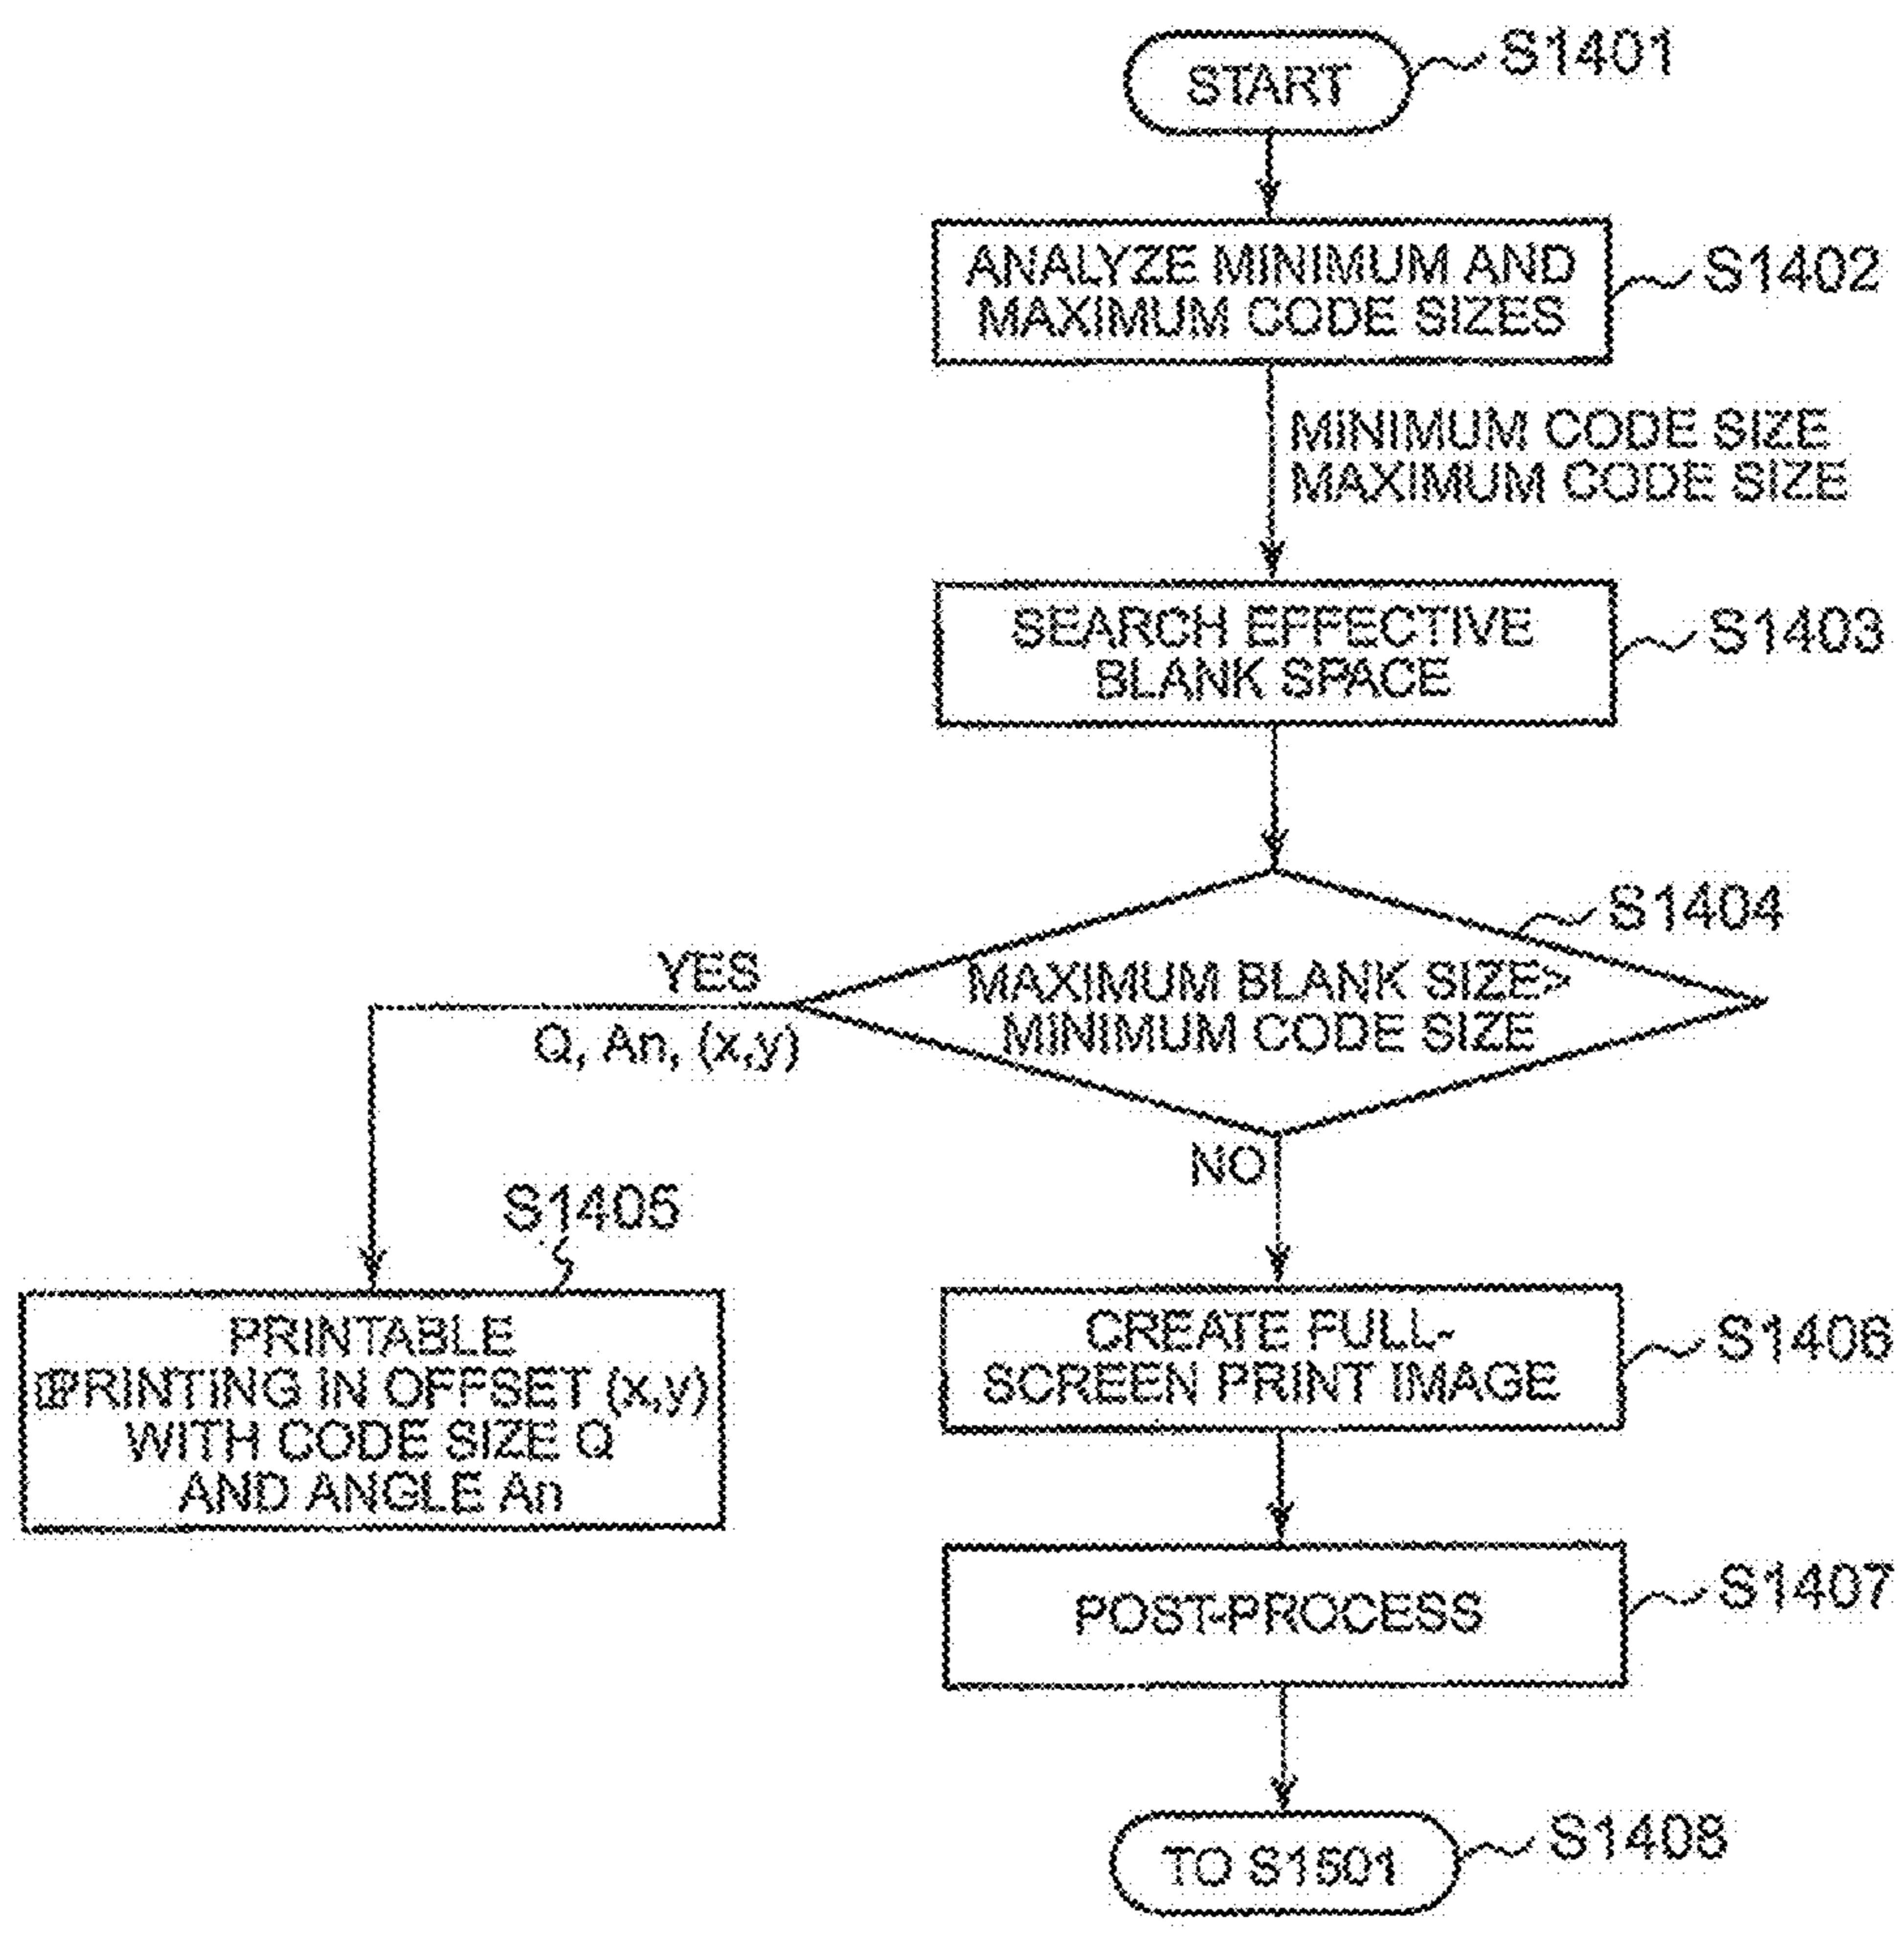 START
S1401
ANALYZE MINIMUM AND
MAXIMUM CODE SIZES
S1402
MINIMUM CODE SIZE
MAXIMUM CODE SIZE
SEARCH EFFECTIVE
BLANK SPACE
S1403
S1404
MAXIMUM BLANK SIZE>
MINIMUM CODE SIZE
YES
Q, An, (x,y)
NO
S1405
PRINTABLE
PRINTING IN OFFSET (x,y)
WITH CODE SIZE Q
AND ANGLE An
CREATE FULL-
SCREEN PRINT IMAGE
S1406
POST-PROCESS
S1407
TO S1501
S1408